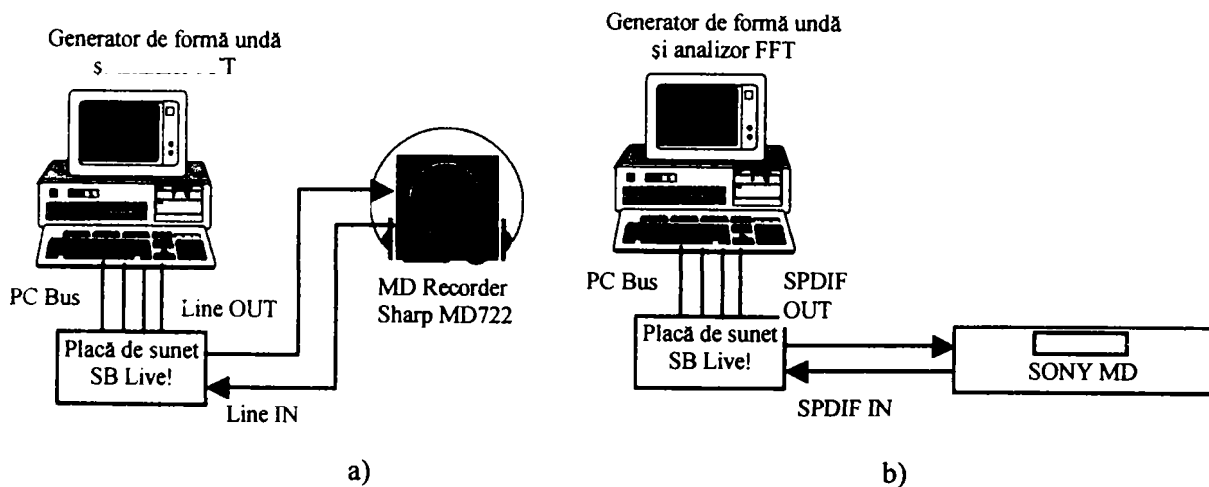 Generator de formă undă
Ș
T
PC Bus
Line OUT
Placă de sunet
SB Live!
Line IN
MD Recorder
Sharp MD722
a)
Generator de formă undă
și analizor FFT
PC Bus
SPDIF
OUT
Placă de sunet
SB Live!
SPDIF IN
SONY MD
b)